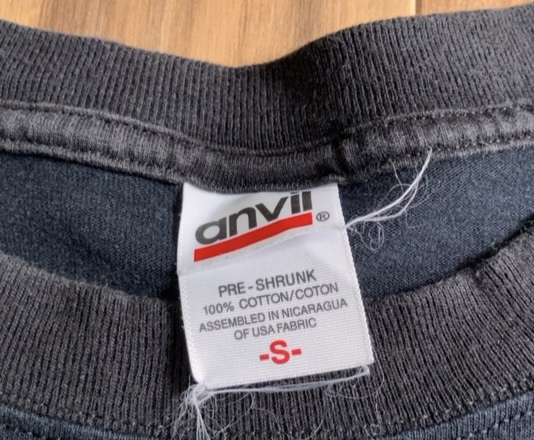 anvil®
PRE-SHRUNK
100% COTTON/COTON
ASSEMBLED IN NICARAGUA
OF USA FABRIC
-S-